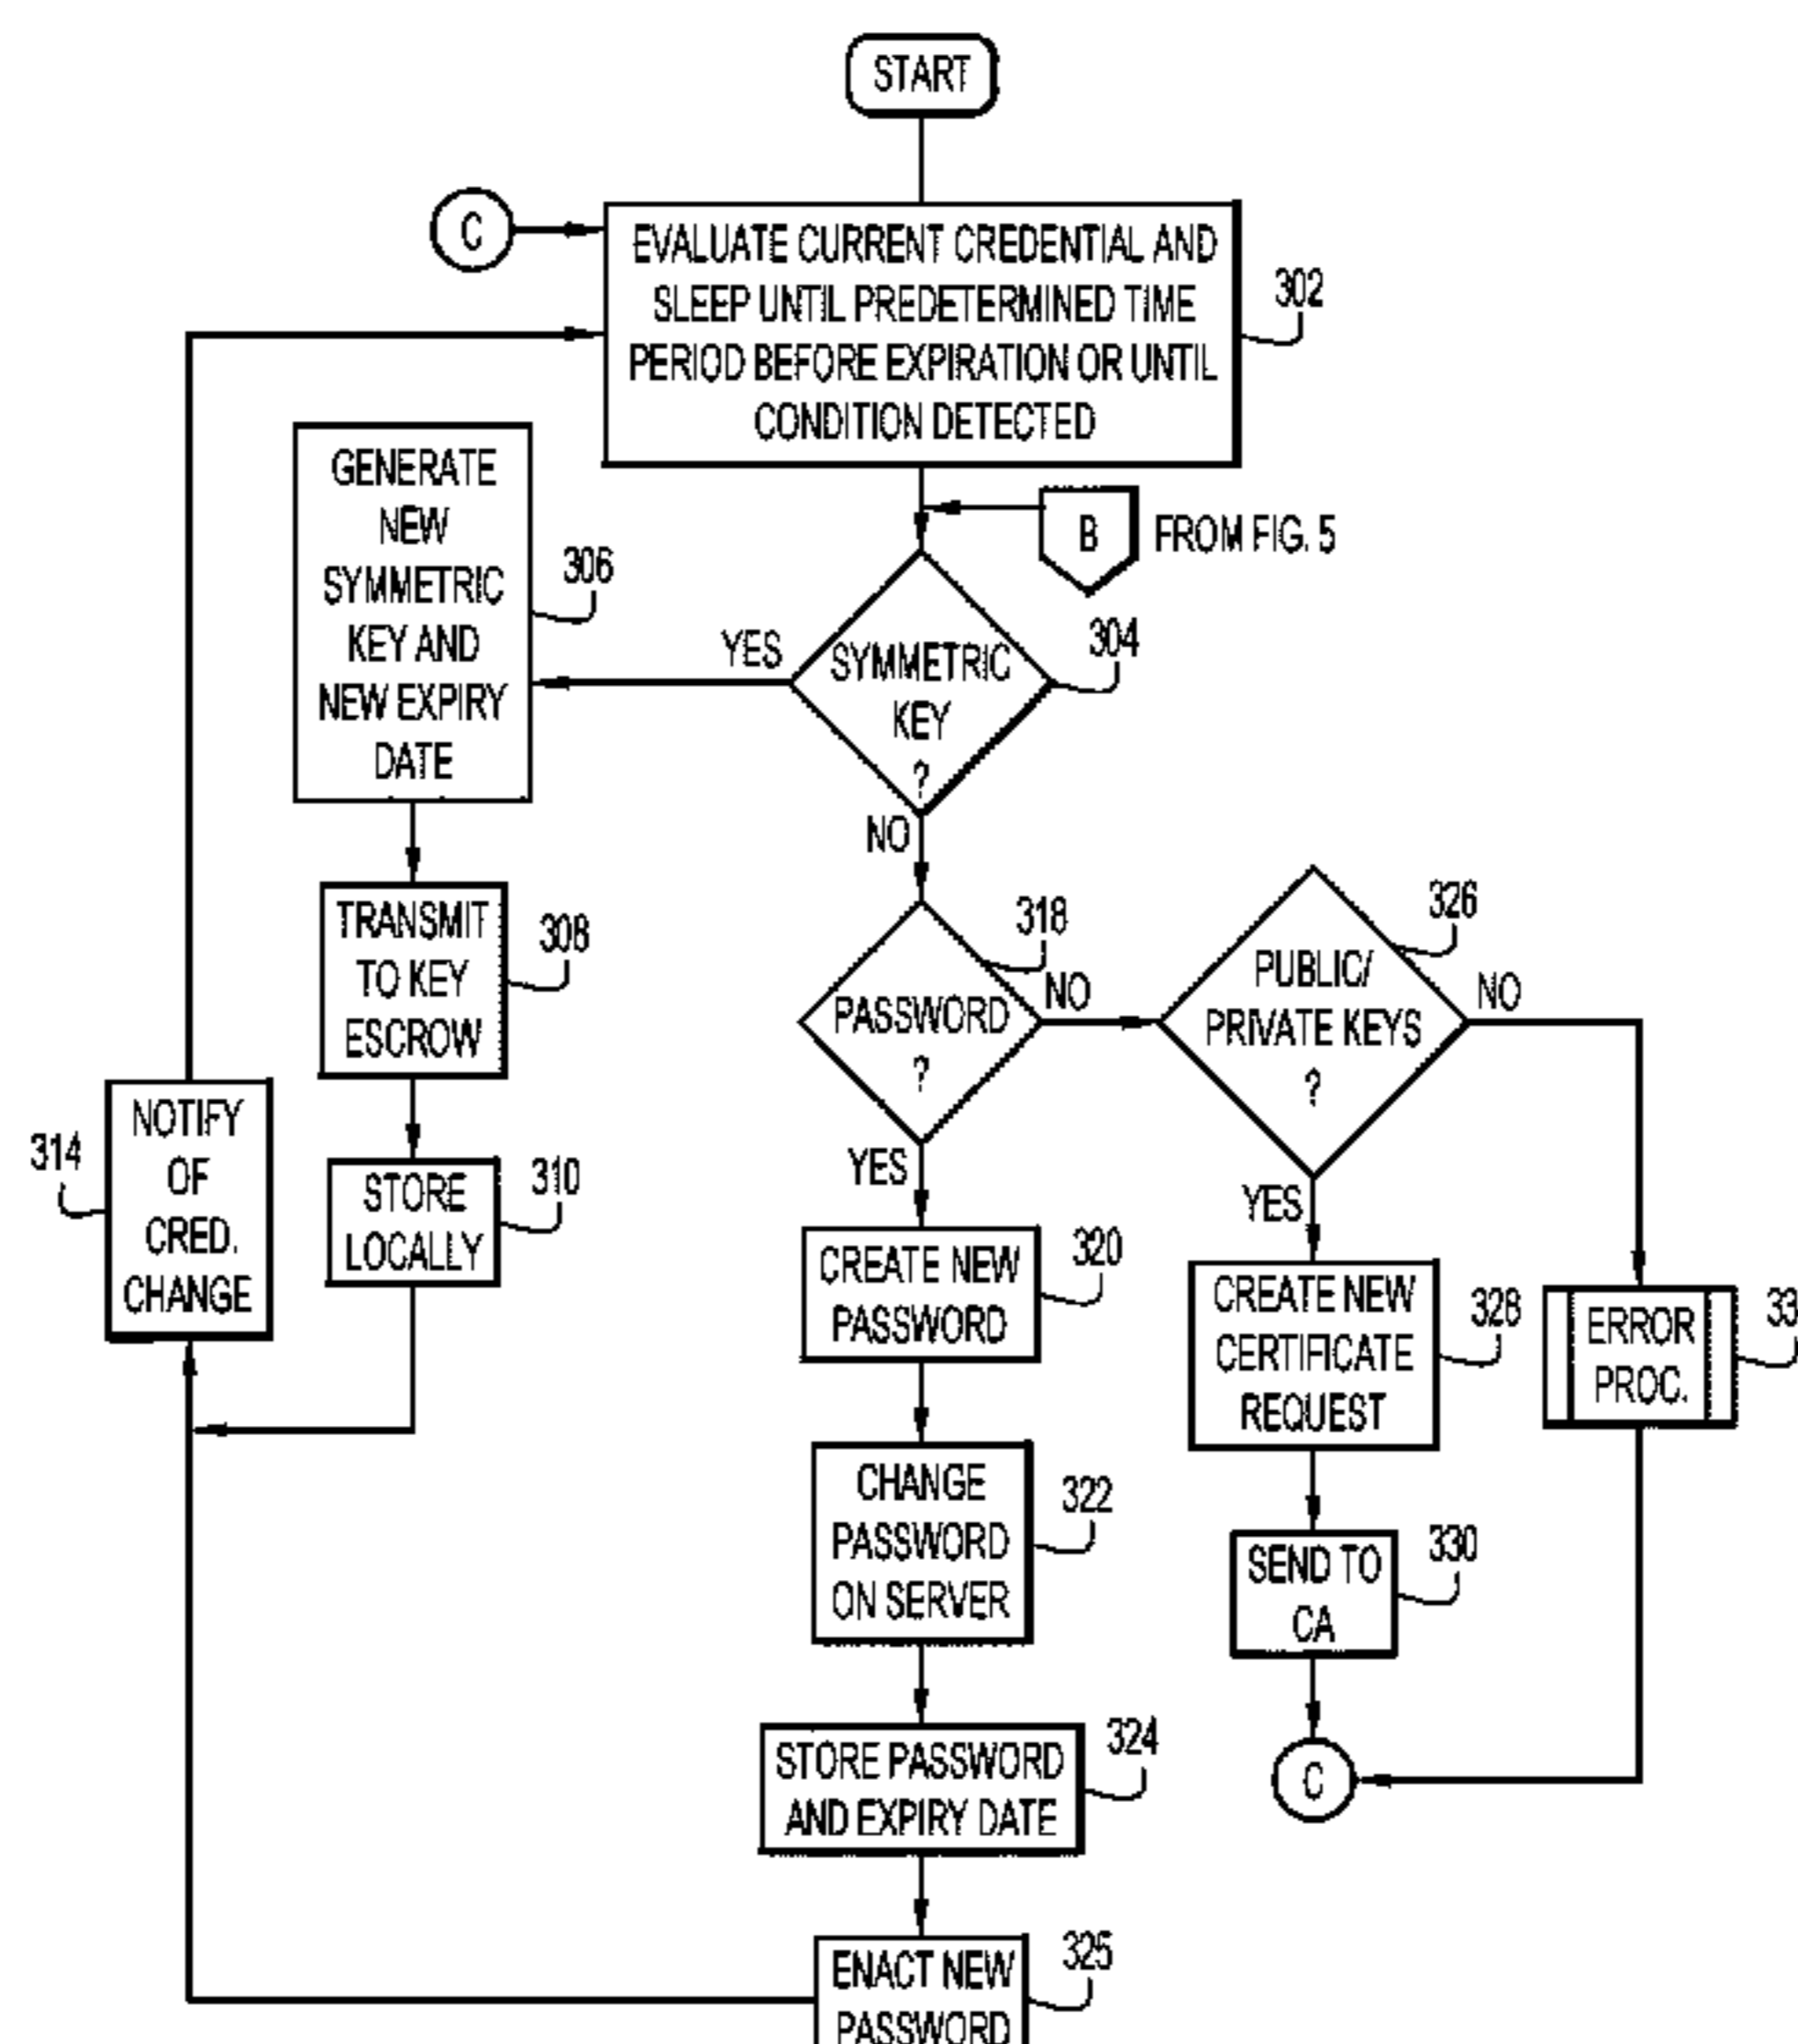 START
C
EVALUATE CURRENT CREDENTIAL AND
SLEEP UNTIL PREDETERMINED TIME
PERIOD BEFORE EXPIRATION OR UNTIL
CONDITION DETECTED
302
B
FROM FIG. 5
GENERATE
NEW
SYMMETRIC
KEY AND
NEW EXPIRY
DATE
306
YES
SYMMETRIC
KEY
?
304
NO
TRANSMIT
TO KEY
ESCROW
308
318
PASSWORD
?
NO
326
PUBLIC/
PRIVATE KEYS
?
NO
314
NOTIFY
OF
CRED.
CHANGE
STORE
LOCALLY
310
YES
YES
CREATE NEW
PASSWORD
320
CREATE NEW
CERTIFICATE
REQUEST
328
ERROR
PROC.
33
CHANGE
PASSWORD
ON SERVER
322
SEND TO
CA
330
STORE PASSWORD
AND EXPIRY DATE
324
C
ENACT NEW
PASSWORD
325